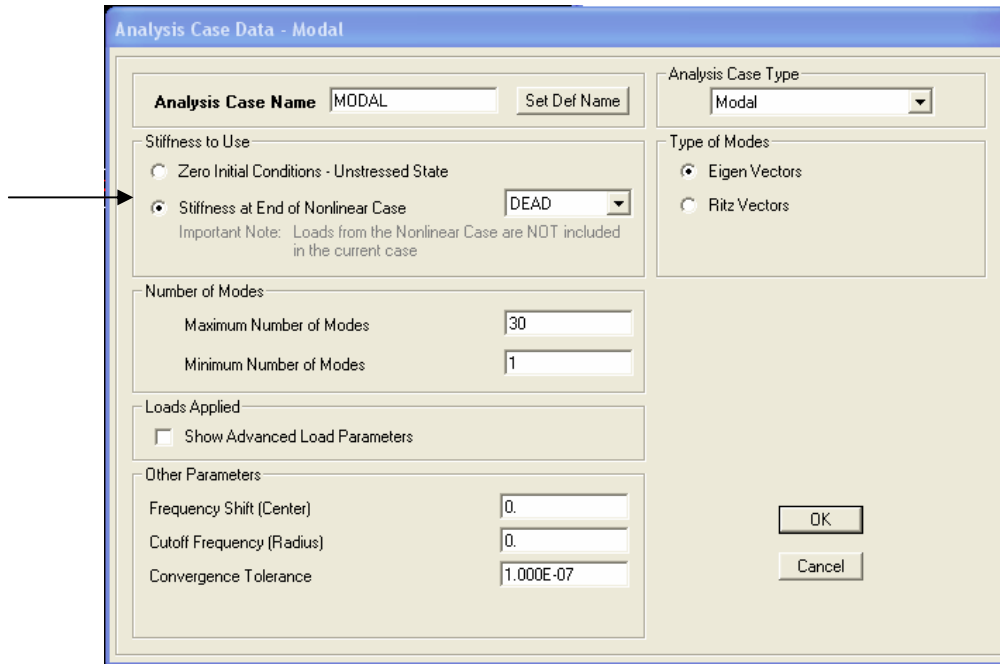 Analysis Case Data - Modal
Analysis Case Name MODAL Set Def Name
Analysis Case Type
Modal
Stiffness to Use
Zero Initial Conditions - Unstressed State
Stiffness at End of Nonlinear Case DEAD
Important Note: Loads from the Nonlinear Case are NOT included
in the current case
Type of Modes
Eigen Vectors
Ritz Vectors
Number of Modes
Maximum Number of Modes 30
Minimum Number of Modes 1
Loads Applied
Show Advanced Load Parameters
Other Parameters
Frequency Shift (Center) 0.
Cutoff Frequency (Radius) 0.
Convergence Tolerance 1.000E-07
OK
Cancel